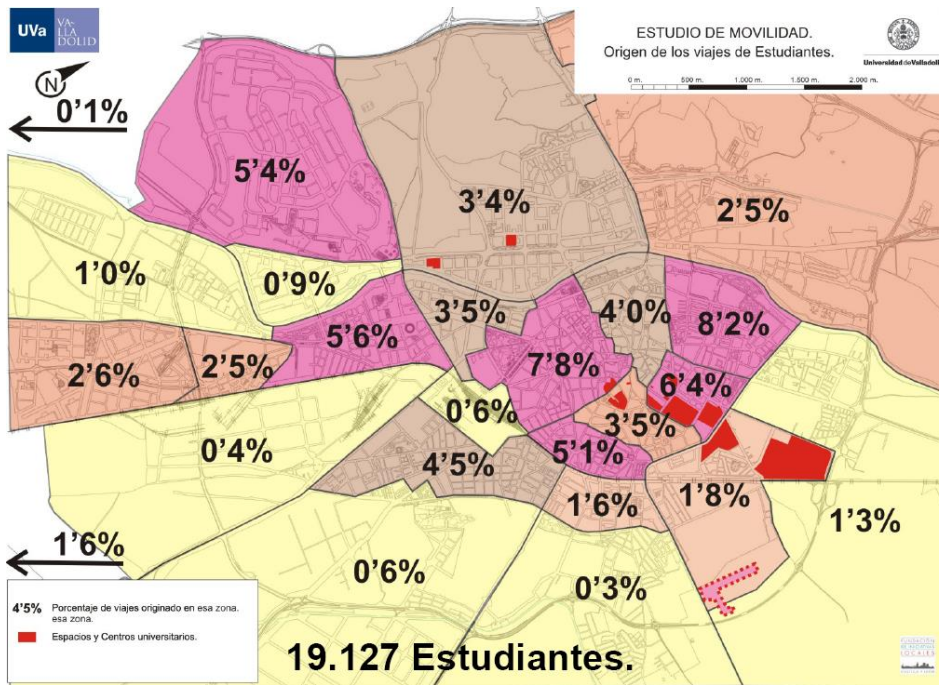 UVa
VA-
LLA
DOLID
N
ESTUDIO DE MOVILIDAD.
Origen de los viajes de Estudiantes.
0 m.
500 m.
1.000 m.
1.500 m.
2.000 m.
Universidad de Valladolid
0'1%
5'4%
3'4%
2'5%
1'0%
0'9%
3'5%
4'0%
8'2%
5'6%
7'8%
2'6%
2'5%
6'4%
0'6%
3'5%
0'4%
4'5%
5'1%
1'6%
1'8%
1'3%
1'6%
0'6%
0'3%
4'5% Porcentaje de viajes originado en esa zona.
esa zona.
Espacios y Centros universitarios.
19.127 Estudiantes.
LOCALES